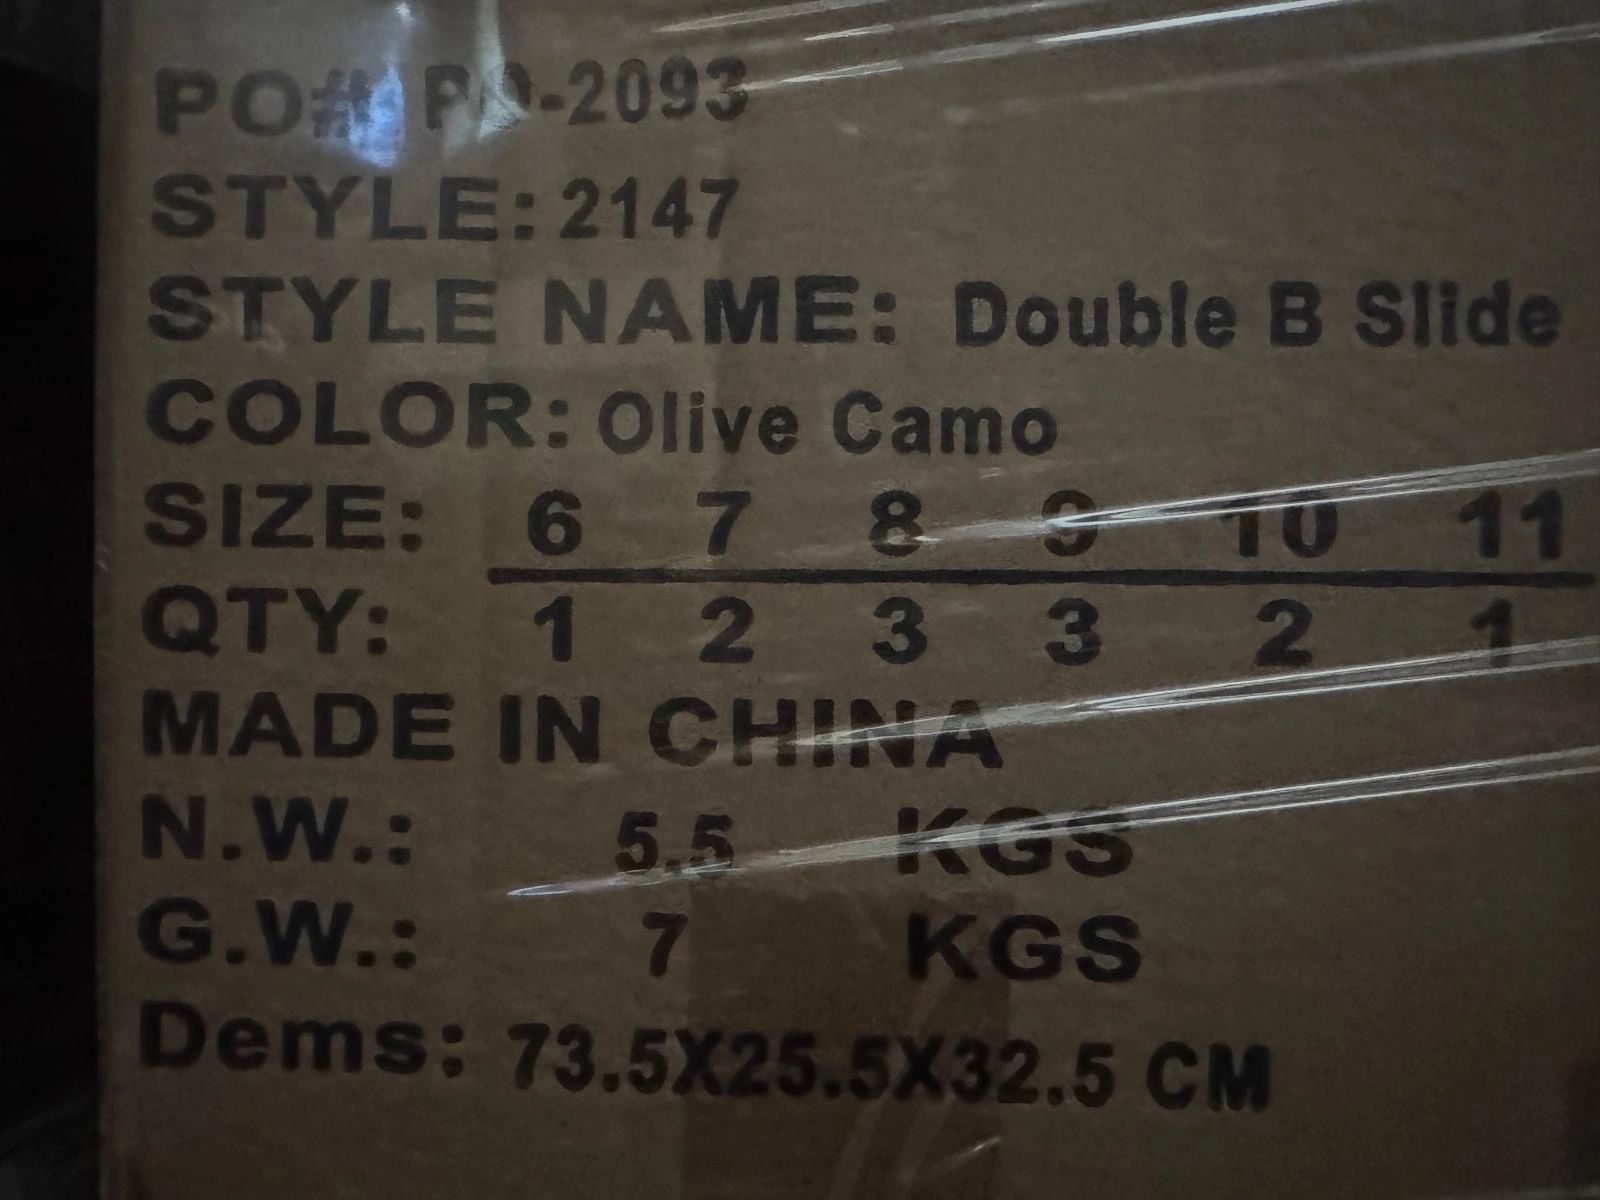 PO#: PO-2093
STYLE: 2147
STYLE NAME: Double B Slide
COLOR: Olive Camo
SIZE: 6 7 8 9 10 11
QTY: 1 2 3 3 2 1
MADE IN CHINA
N.W.: 5.5 KGS
G.W.: 7 KGS
Dems: 73.5X25.5X32.5 CM